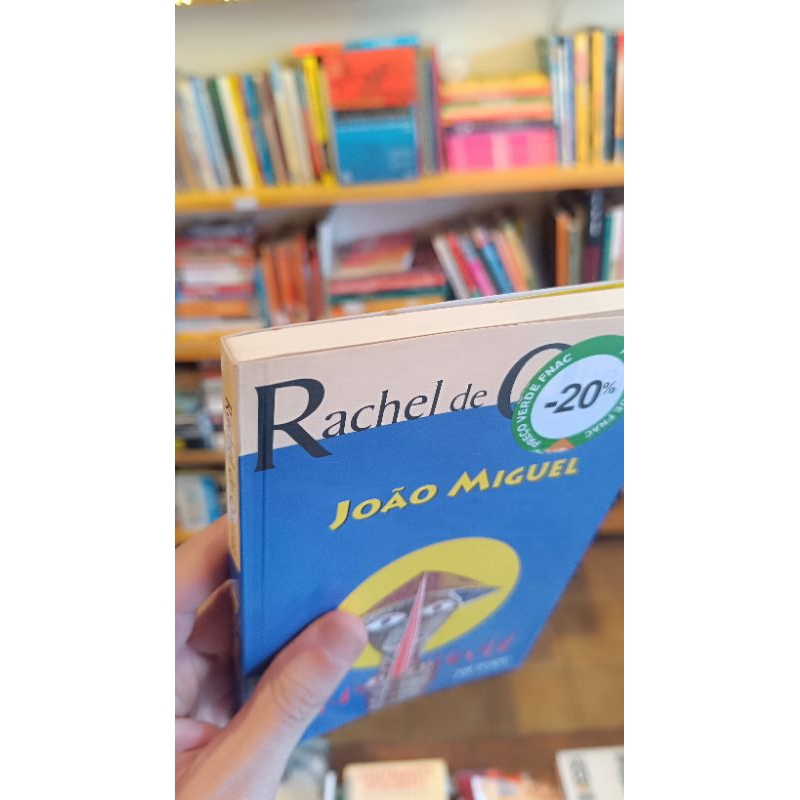 Rachel de
-20%
PREÇO VERDE FNAC
JOÃO MIGUEL